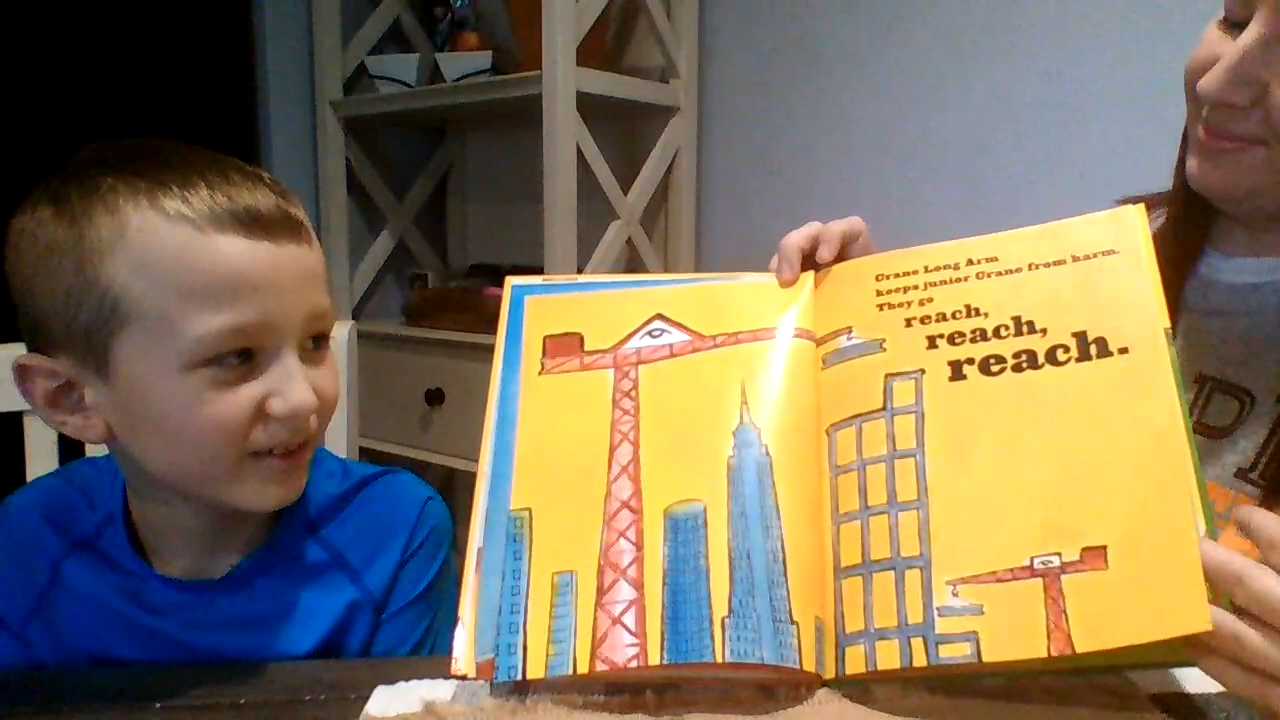 Crane Long Arm
keeps junior Crane from harm.
They go
reach,
reach,
reach.